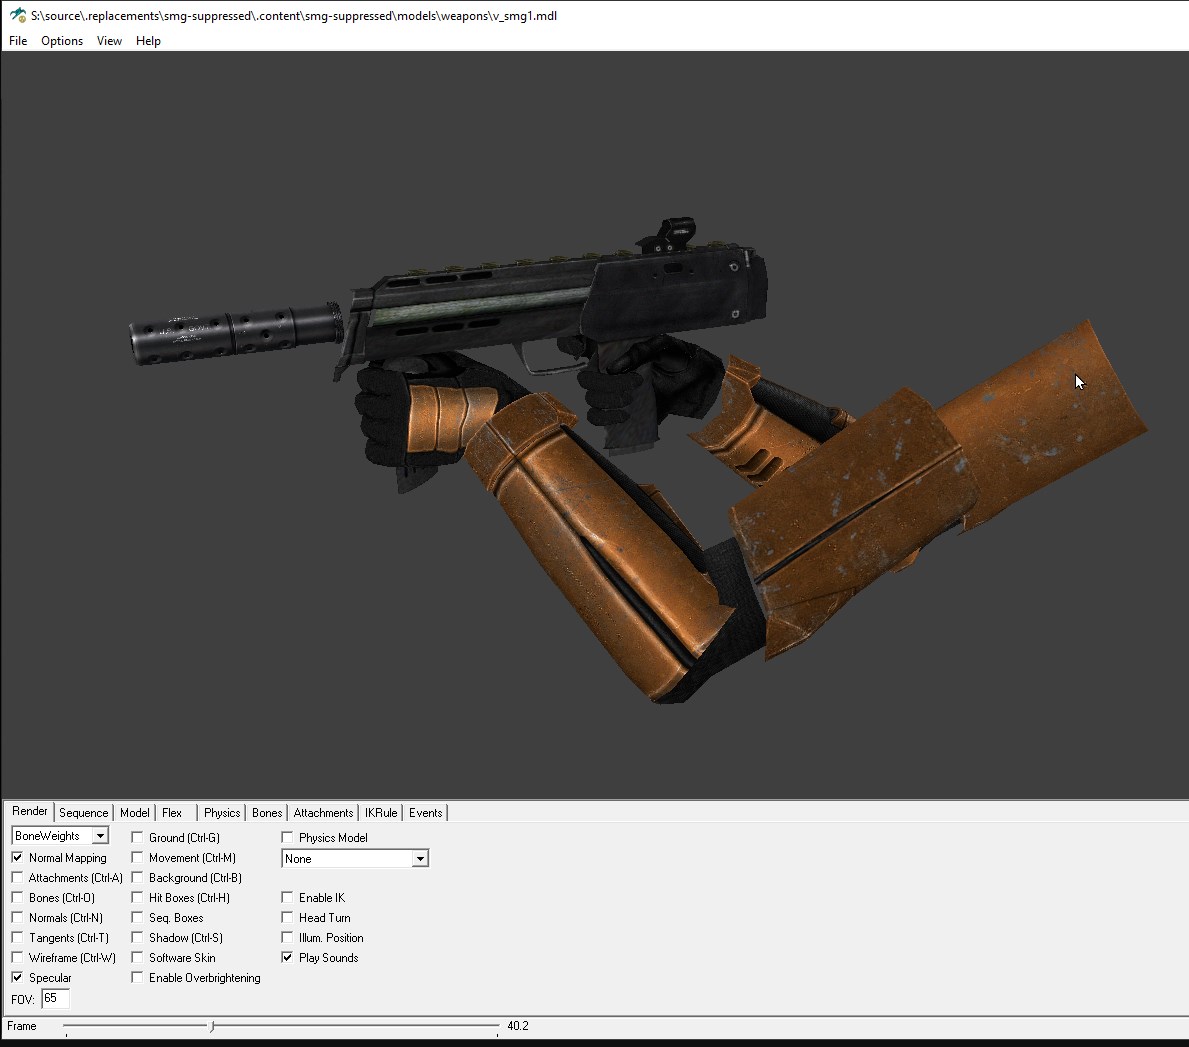 S:\source\.replacements\smg-suppressed\.content\smg-suppressed\models\weapons\v_smg1.mdl
File Options View Help
Render Sequence Model Flex Physics Bones Attachments IKRule Events
BoneWeights Ground (Ctrl-G) Physics Model
Normal Mapping Movement (Ctrl-M) None
Attachments (Ctrl-A) Background (Ctrl-B)
Bones (Ctrl-O) Hit Boxes (Ctrl-H) Enable IK
Normals (Ctrl-N) Seq. Boxes Head Turn
Tangents (Ctrl-T) Shadow (Ctrl-S) Illum. Position
Wireframe (Ctrl-W) Software Skin Play Sounds
Specular Enable Overbrightening
FOV: 65
Frame 40.2